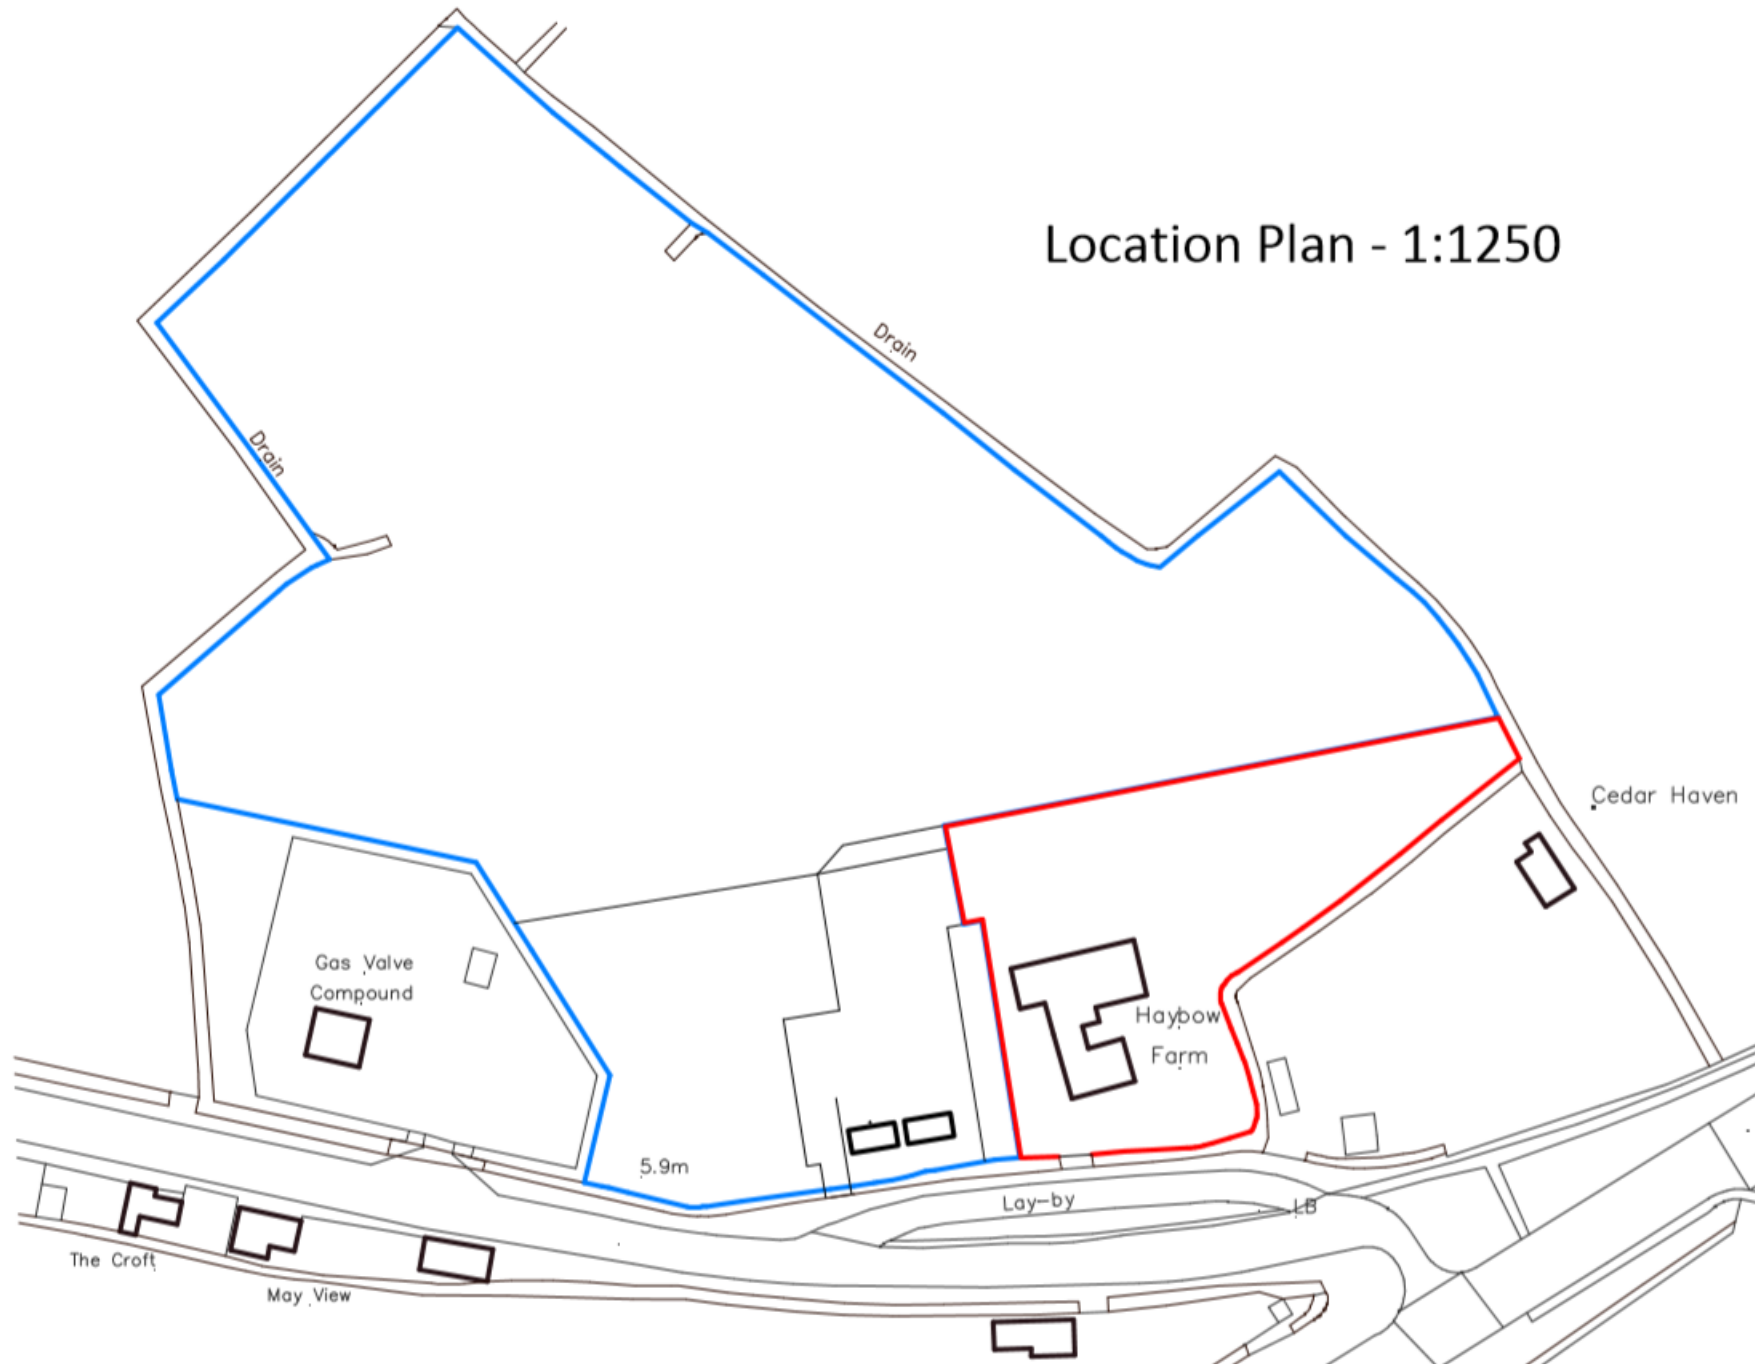 Location Plan - 1:1250
Drain
Drain
Cedar Haven
Gas Valve
Compound
Haybow
Farm
5.9m
Lay-by
LB
The Croft
May View